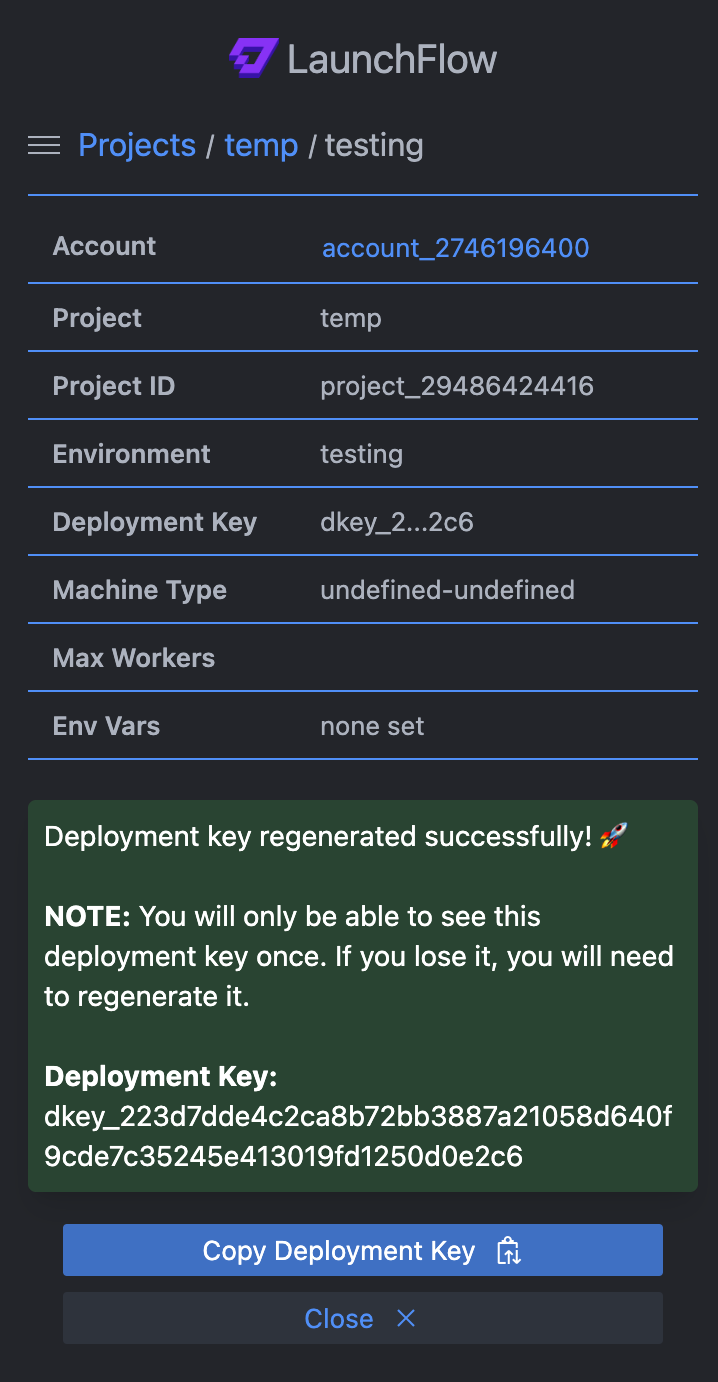 LaunchFlow
Projects / temp / testing
Account account_2746196400
Project temp
Project ID project_29486424416
Environment testing
Deployment Key dkey_2...2c6
Machine Type undefined-undefined
Max Workers
Env Vars none set
Deployment key regenerated successfully! 🚀
NOTE: You will only be able to see this
deployment key once. If you lose it, you will need
to regenerate it.
Deployment Key:
dkey_223d7dde4c2ca8b72bb3887a21058d640f
9cde7c35245e413019fd1250d0e2c6
Copy Deployment Key
Close